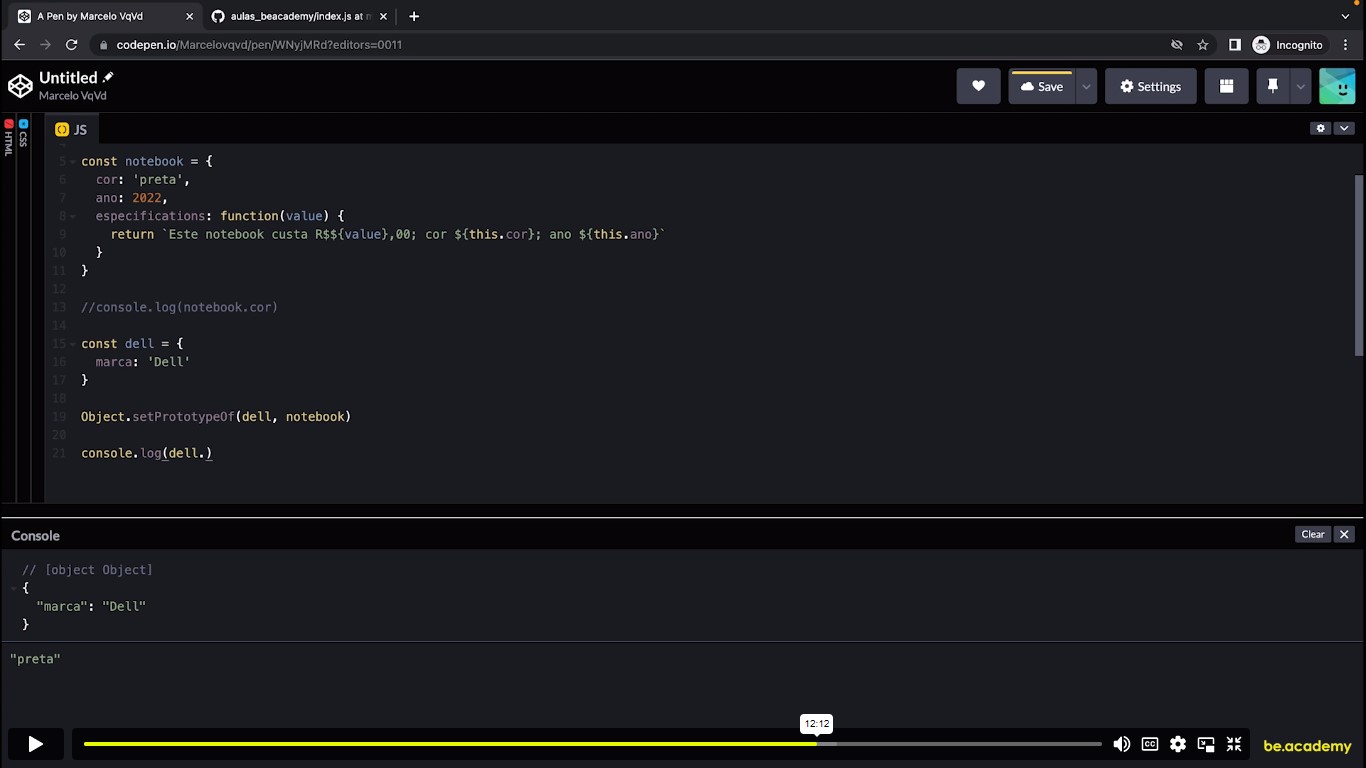 A Pen by Marcelo VqVd
aulas_beacademy/index.js at m
codepen.io/Marcelovqvd/pen/WNyjMRd?editors=0011
Incognito
Untitled
Marcelo VqVd
Save
Settings
HTML
CSS
JS
5 const notebook = {
6 cor: 'preta',
7 ano: 2022,
8 especifications: function(value) {
9 return `Este notebook custa R$${value},00; cor ${this.cor}; ano ${this.ano}`
10 }
11 }
12
13 //console.log(notebook.cor)
14
15 const dell = {
16 marca: 'Dell'
17 }
18
19 Object.setPrototypeOf(dell, notebook)
20
21 console.log(dell.)
Console
Clear
// [object Object]
{
"marca": "Dell"
}
"preta"
12:12
CC
be.academy